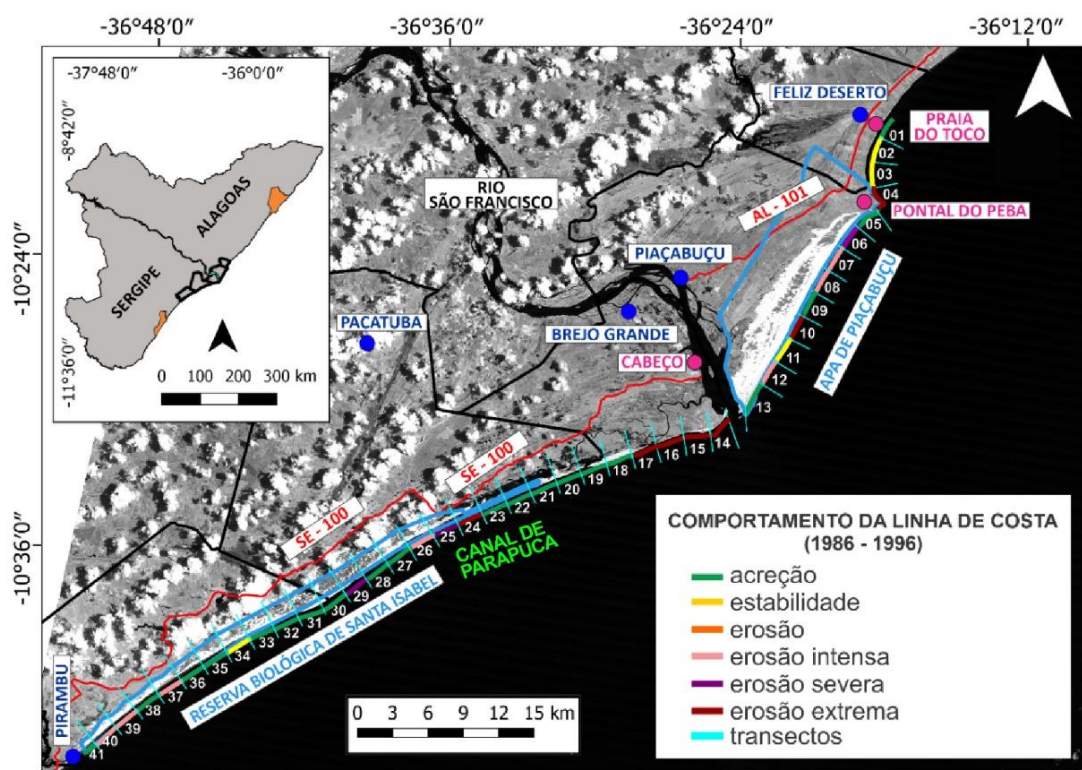 -36°48'0"
-36°36'0"
-36°24'0"
-36°12'0"
-37°48'0"
-36°0'0"
-8°42'0"
-11°36'0"
ALAGOAS
SERGIPE
0 100 200 300 km
-10°24'0"
-10°36'0"
FELIZ DESERTO
PRAIA
DO TOCO
RIO
SÃO FRANCISCO
AL - 101
PONTAL DO PEBA
PIAÇABUÇU
BREJO GRANDE
PACATUBA
CABEÇO
APA DE PIAÇABUÇU
SE - 100
SE - 100
CANAL DE
PARAPUCA
RESERVA BIOLÓGICA DE SANTA ISABEL
PIRAMBU
01
02
03
04
05
06
07
08
09
10
11
12
13
14
15
16
17
18
19
20
21
22
23
24
25
26
27
28
29
30
31
32
33
34
35
36
37
38
39
40
41
0 3 6 9 12 15 km
COMPORTAMENTO DA LINHA DE COSTA
(1986 - 1996)
acreção
estabilidade
erosão
erosão intensa
erosão severa
erosão extrema
transectos